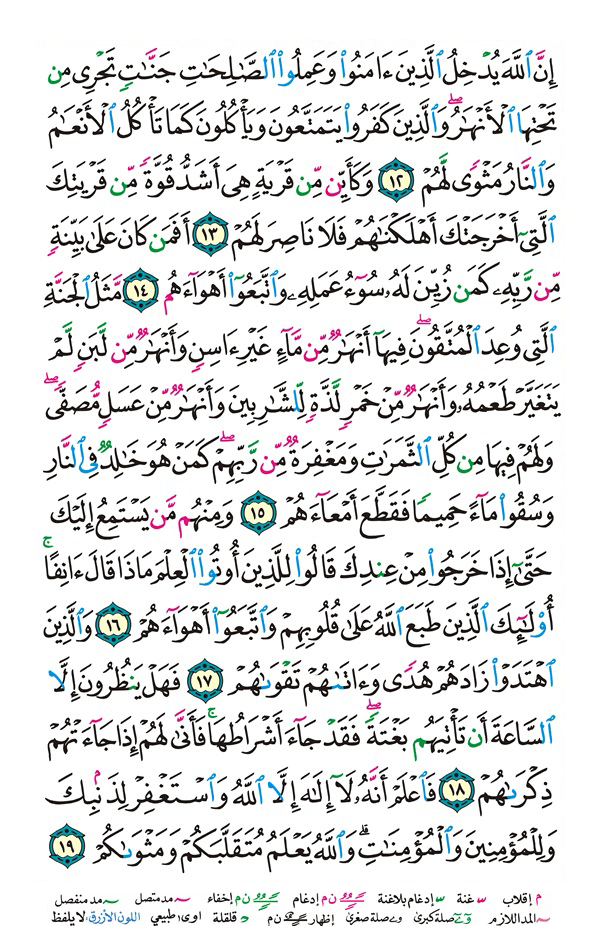 إِنَّ ٱللَّهَ يُدۡخِلُ ٱلَّذِينَ ءَامَنُواْ وَعَمِلُواْ ٱلصَّٰلِحَٰتِ جَنَّٰتٖ تَجۡرِي مِن
تَحۡتِهَا ٱلۡأَنۡهَٰرُۖ وَٱلَّذِينَ كَفَرُواْ يَتَمَتَّعُونَ وَيَأۡكُلُونَ كَمَا تَأۡكُلُ ٱلۡأَنۡعَٰمُ
وَٱلنَّارُ مَثۡوٗى لَّهُمۡ ١٢ وَكَأَيِّن مِّن قَرۡيَةٍ هِيَ أَشَدُّ قُوَّةٗ مِّن قَرۡيَتِكَ
ٱلَّتِيٓ أَخۡرَجَتۡكَ أَهۡلَكۡنَٰهُمۡ فَلَا نَاصِرَ لَهُمۡ ١٣ أَفَمَن كَانَ عَلَىٰ بَيِّنَةٖ
مِّن رَّبِّهِۦ كَمَن زُيِّنَ لَهُۥ سُوٓءُ عَمَلِهِۦ وَٱتَّبَعُوٓاْ أَهۡوَآءَهُم ١٤ مَّثَلُ ٱلۡجَنَّةِ
ٱلَّتِي وُعِدَ ٱلۡمُتَّقُونَۖ فِيهَآ أَنۡهَٰرٞ مِّن مَّآءٍ غَيۡرِ ءَاسِنٖ وَأَنۡهَٰرٞ مِّن لَّبَنٖ لَّمۡ
يَتَغَيَّرۡ طَعۡمُهُۥ وَأَنۡهَٰرٞ مِّنۡ خَمۡرٖ لَّذَّةٖ لِّلشَّٰرِبِينَ وَأَنۡهَٰرٞ مِّنۡ عَسَلٖ مُّصَفّٗىۖ
وَلَهُمۡ فِيهَا مِن كُلِّ ٱلثَّمَرَٰتِ وَمَغۡفِرَةٞ مِّن رَّبِّهِمۡۖ كَمَنۡ هُوَ خَٰلِدٞ فِي ٱلنَّارِ
وَسُقُواْ مَآءً حَمِيمٗا فَقَطَّعَ أَمۡعَآءَهُمۡ ١٥ وَمِنۡهُم مَّن يَسۡتَمِعُ إِلَيۡكَ
حَتَّىٰٓ إِذَا خَرَجُواْ مِنۡ عِندِكَ قَالُواْ لِلَّذِينَ أُوتُواْ ٱلۡعِلۡمَ مَاذَا قَالَ ءَانِفًاۚ
أُوْلَٰٓئِكَ ٱلَّذِينَ طَبَعَ ٱللَّهُ عَلَىٰ قُلُوبِهِمۡ وَٱتَّبَعُوٓاْ أَهۡوَآءَهُمۡ ١٦ وَٱلَّذِينَ
ٱهۡتَدَوۡاْ زَادَهُمۡ هُدٗى وَءَاتَىٰهُمۡ تَقۡوَىٰهُمۡ ١٧ فَهَلۡ يَنظُرُونَ إِلَّا
ٱلسَّاعَةَ أَن تَأۡتِيَهُم بَغۡتَةٗۖ فَقَدۡ جَآءَ أَشۡرَاطُهَاۚ فَأَنَّىٰ لَهُمۡ إِذَا جَآءَتۡهُمۡ
ذِكۡرَىٰهُمۡ ١٨ فَٱعۡلَمۡ أَنَّهُۥ لَآ إِلَٰهَ إِلَّا ٱللَّهُ وَٱسۡتَغۡفِرۡ لِذَنۢبِكَ
وَلِلۡمُؤۡمِنِينَ وَٱلۡمُؤۡمِنَٰتِۗ وَٱللَّهُ يَعۡلَمُ مُتَقَلَّبَكُمۡ وَمَثۡوَىٰكُمۡ ١٩
م إقلاب غنة إدغام بلاغنة ن م إدغام ن م إخفاء مد متصل مد منفصل
المد اللازم صلة كبرى صلة صغرى إظهار ن م قلقلة اوى طبيعي اللون الأزرق: لا يلفظ